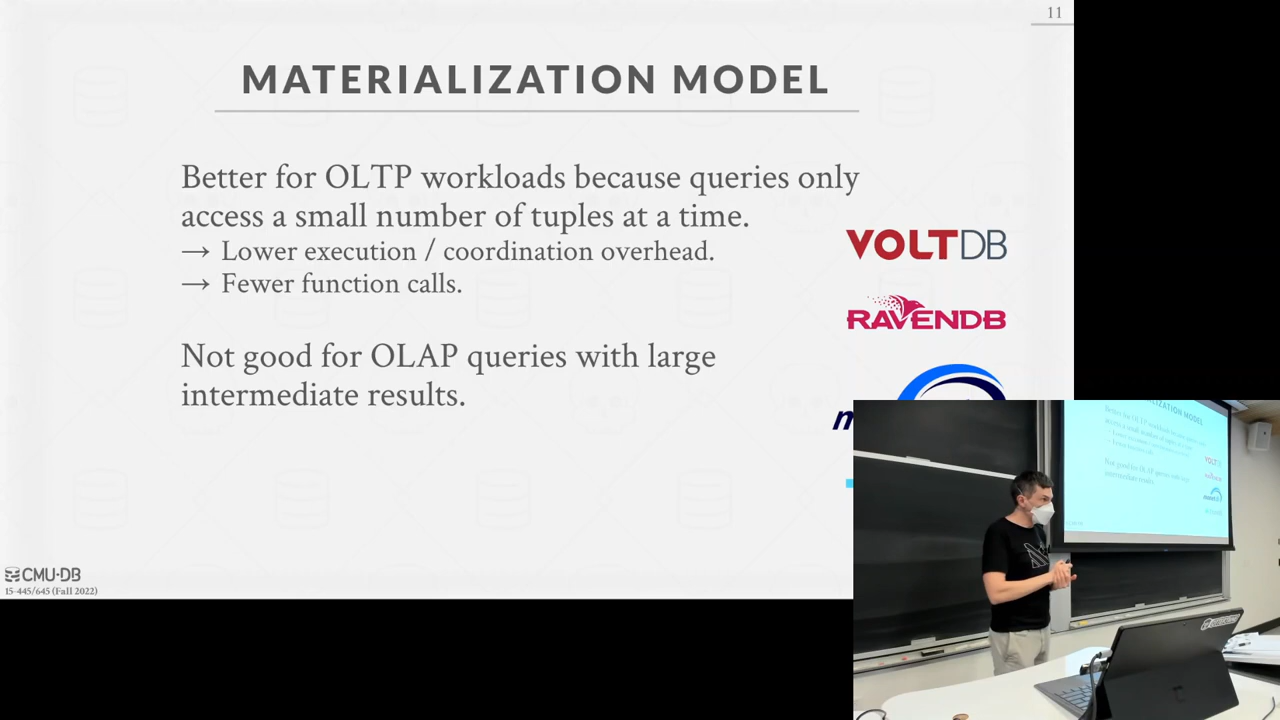 11
MATERIALIZATION MODEL
Better for OLTP workloads because queries only
access a small number of tuples at a time.
→ Lower execution / coordination overhead.
→ Fewer function calls.
Not good for OLAP queries with large
intermediate results.
VOLTDB
RAVENDB
CMU·DB
15-445/645 (Fall 2022)